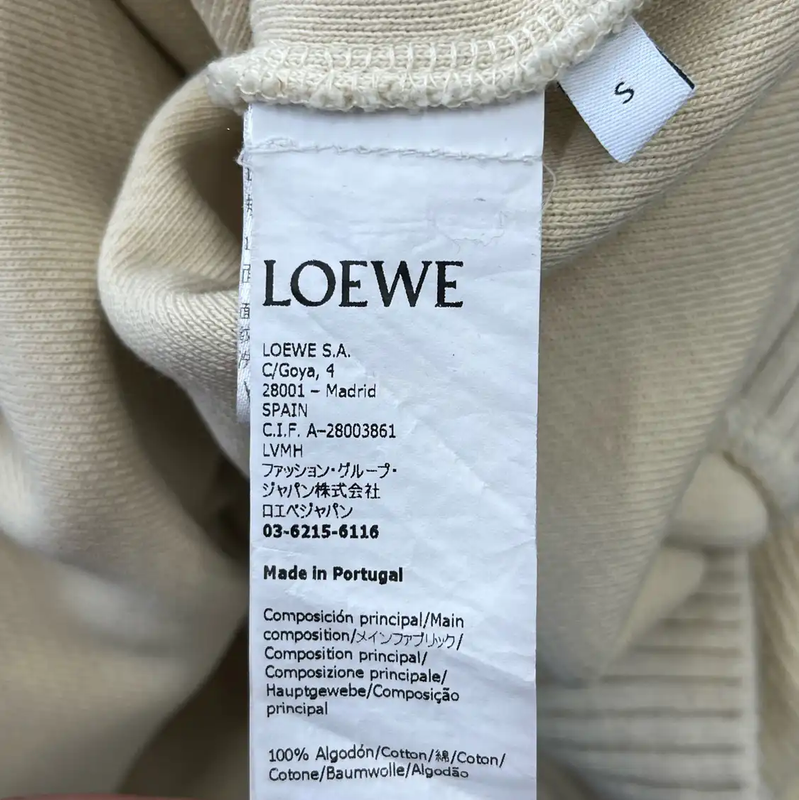 S
LOEWE
LOEWE S.A.
C/Goya, 4
28001 – Madrid
SPAIN
C.I.F. A–28003861
LVMH
ファッション・グループ・
ジャパン株式会社
ロエベジャパン
03-6215-6116
Made in Portugal
Composición principal/Main
composition/メインファブリック/
Composition principal/
Composizione principale/
Hauptgewebe/Composição
principal
100% Algodón/Cotton/綿/Coton/
Cotone/Baumwolle/Algodão